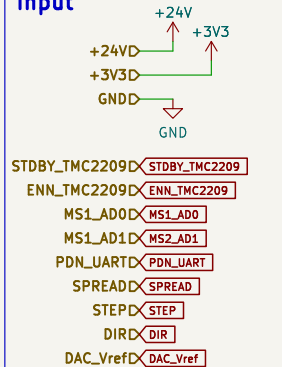 Input
+24V
+3V3
+24V
+3V3
GND
GND
STDBY_TMC2209 STDBY_TMC2209
ENN_TMC2209 ENN_TMC2209
MS1_AD0 MS1_AD0
MS1_AD1 MS2_AD1
PDN_UART PDN_UART
SPREAD SPREAD
STEP STEP
DIR DIR
DAC_Vref DAC_Vref